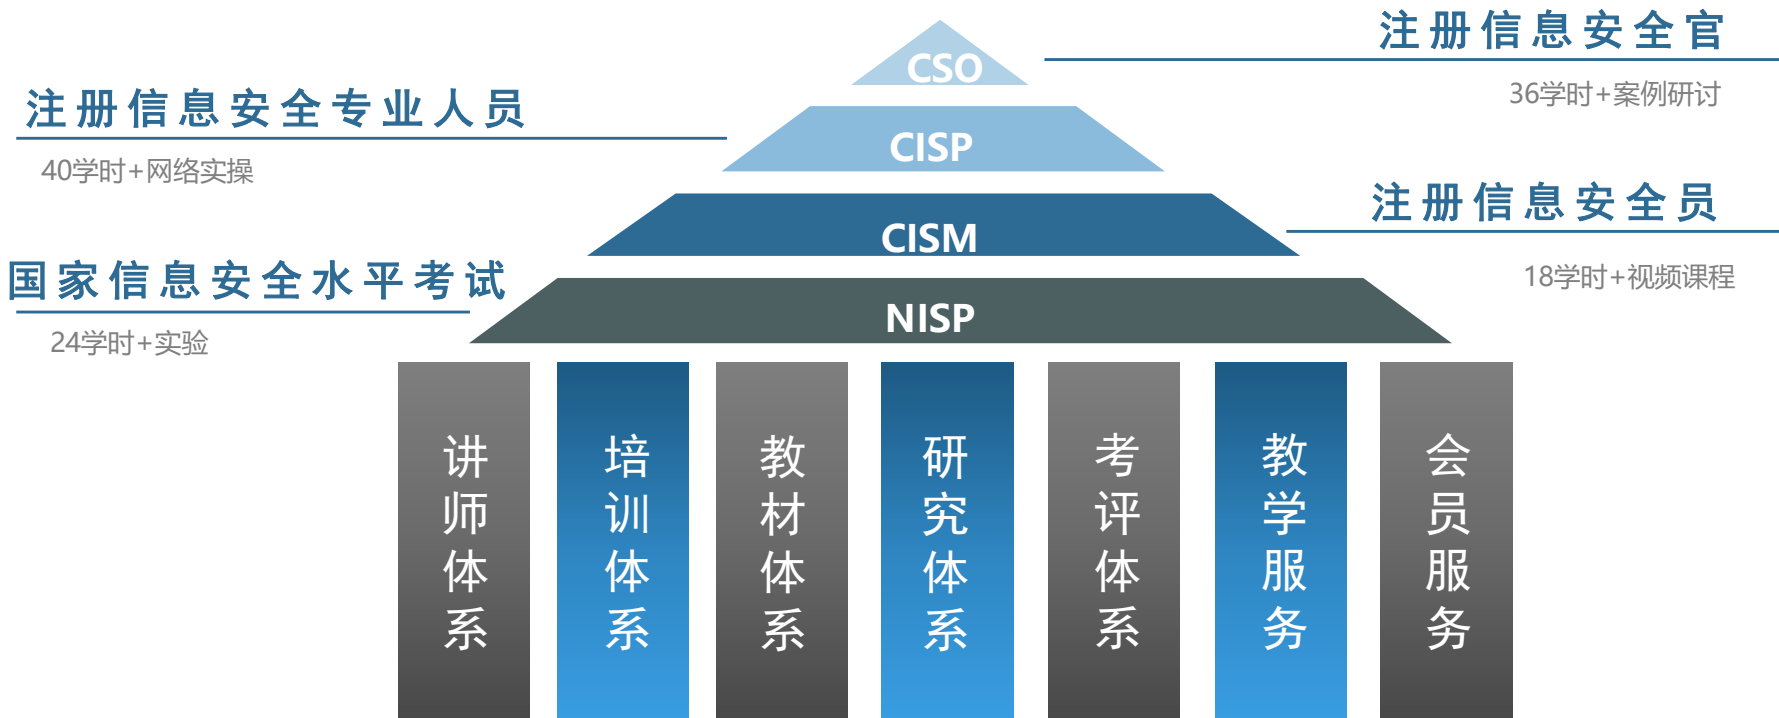 注册信息安全官
36学时+案例研讨
CSO
注册信息安全专业人员
40学时+网络实操
CISP
注册信息安全员
18学时+视频课程
CISM
国家信息安全水平考试
24学时+实验
NISP
讲师体系
培训体系
教材体系
研究体系
考评体系
教学服务
会员服务